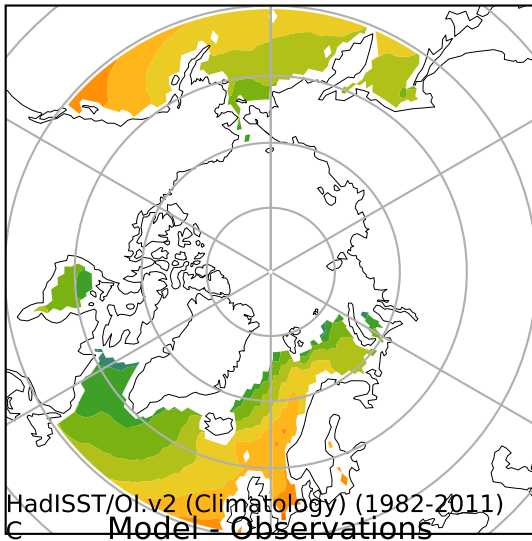 HadISST/OI.v2 (Climatology) (1982-2011)
C Model - Observations